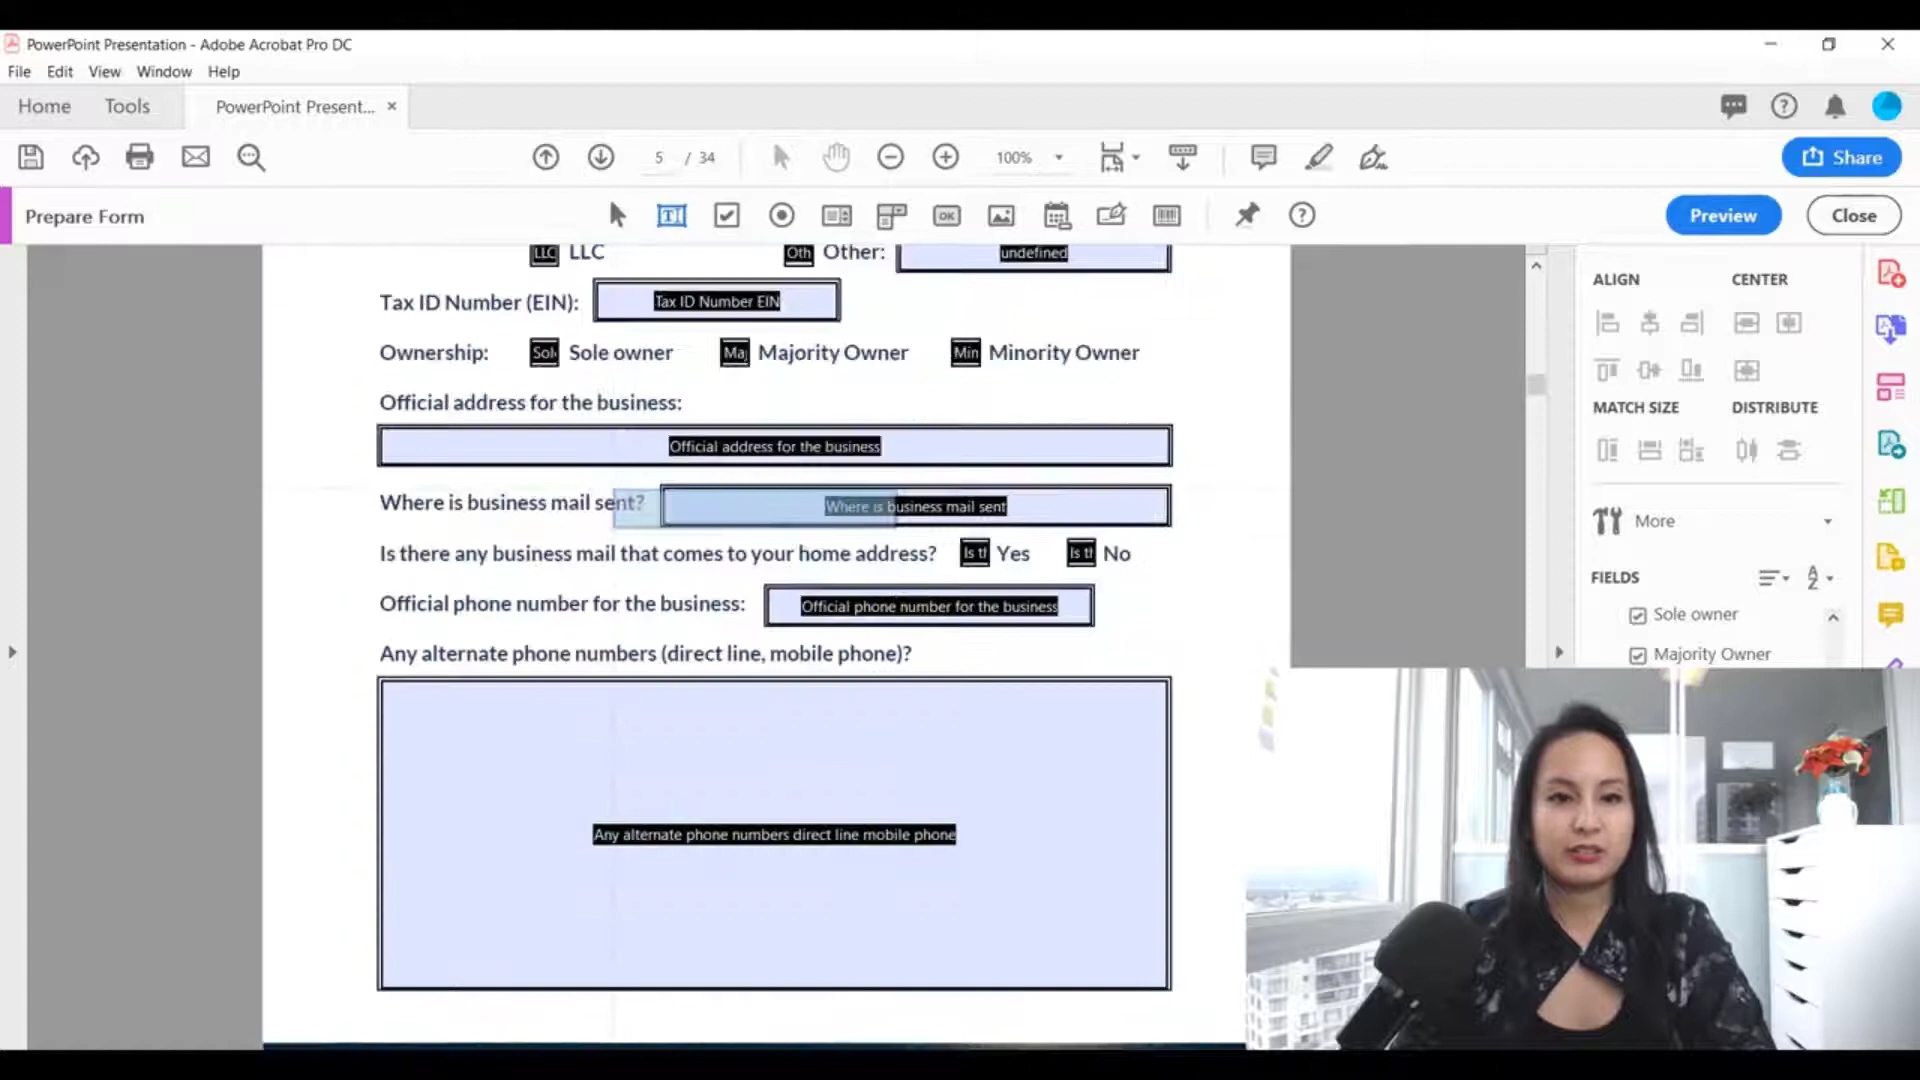 PowerPoint Presentation - Adobe Acrobat Pro DC
File Edit View Window Help
Home Tools PowerPoint Present... ×
5 / 34 100% Share
Prepare Form OK Preview Close
LLC LLC Oth Other: undefined
Tax ID Number (EIN): Tax ID Number EIN
Ownership: Sol Sole owner Maj Majority Owner Min Minority Owner
Official address for the business:
Official address for the business
Where is business mail sent? Where is business mail sent
Is there any business mail that comes to your home address? Is th Yes Is th No
Official phone number for the business: Official phone number for the business
Any alternate phone numbers (direct line, mobile phone)?
Any alternate phone numbers direct line mobile phone
ALIGN CENTER
MATCH SIZE DISTRIBUTE
More
FIELDS
Sole owner
Majority Owner